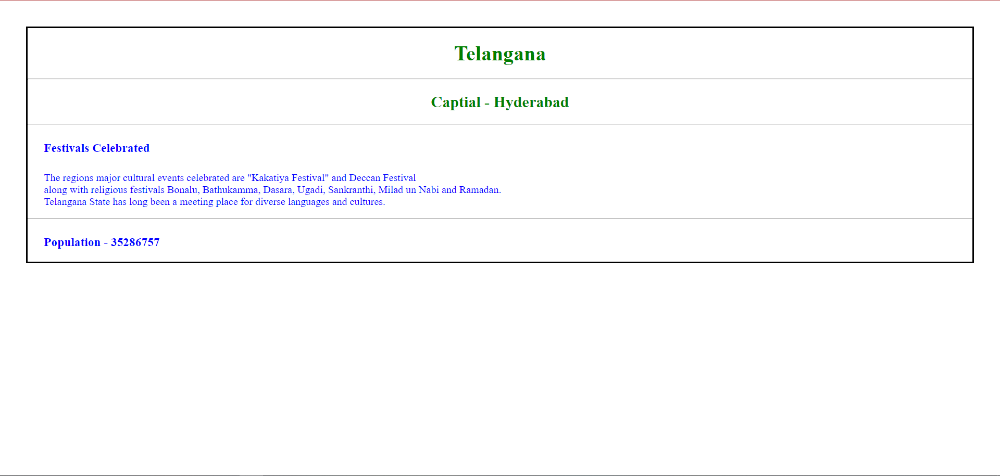 Telangana
Captial - Hyderabad
Festivals Celebrated
The regions major cultural events celebrated are "Kakatiya Festival" and Deccan Festival
along with religious festivals Bonalu, Bathukamma, Dasara, Ugadi, Sankranthi, Milad un Nabi and Ramadan.
Telangana State has long been a meeting place for diverse languages and cultures.
Population - 35286757